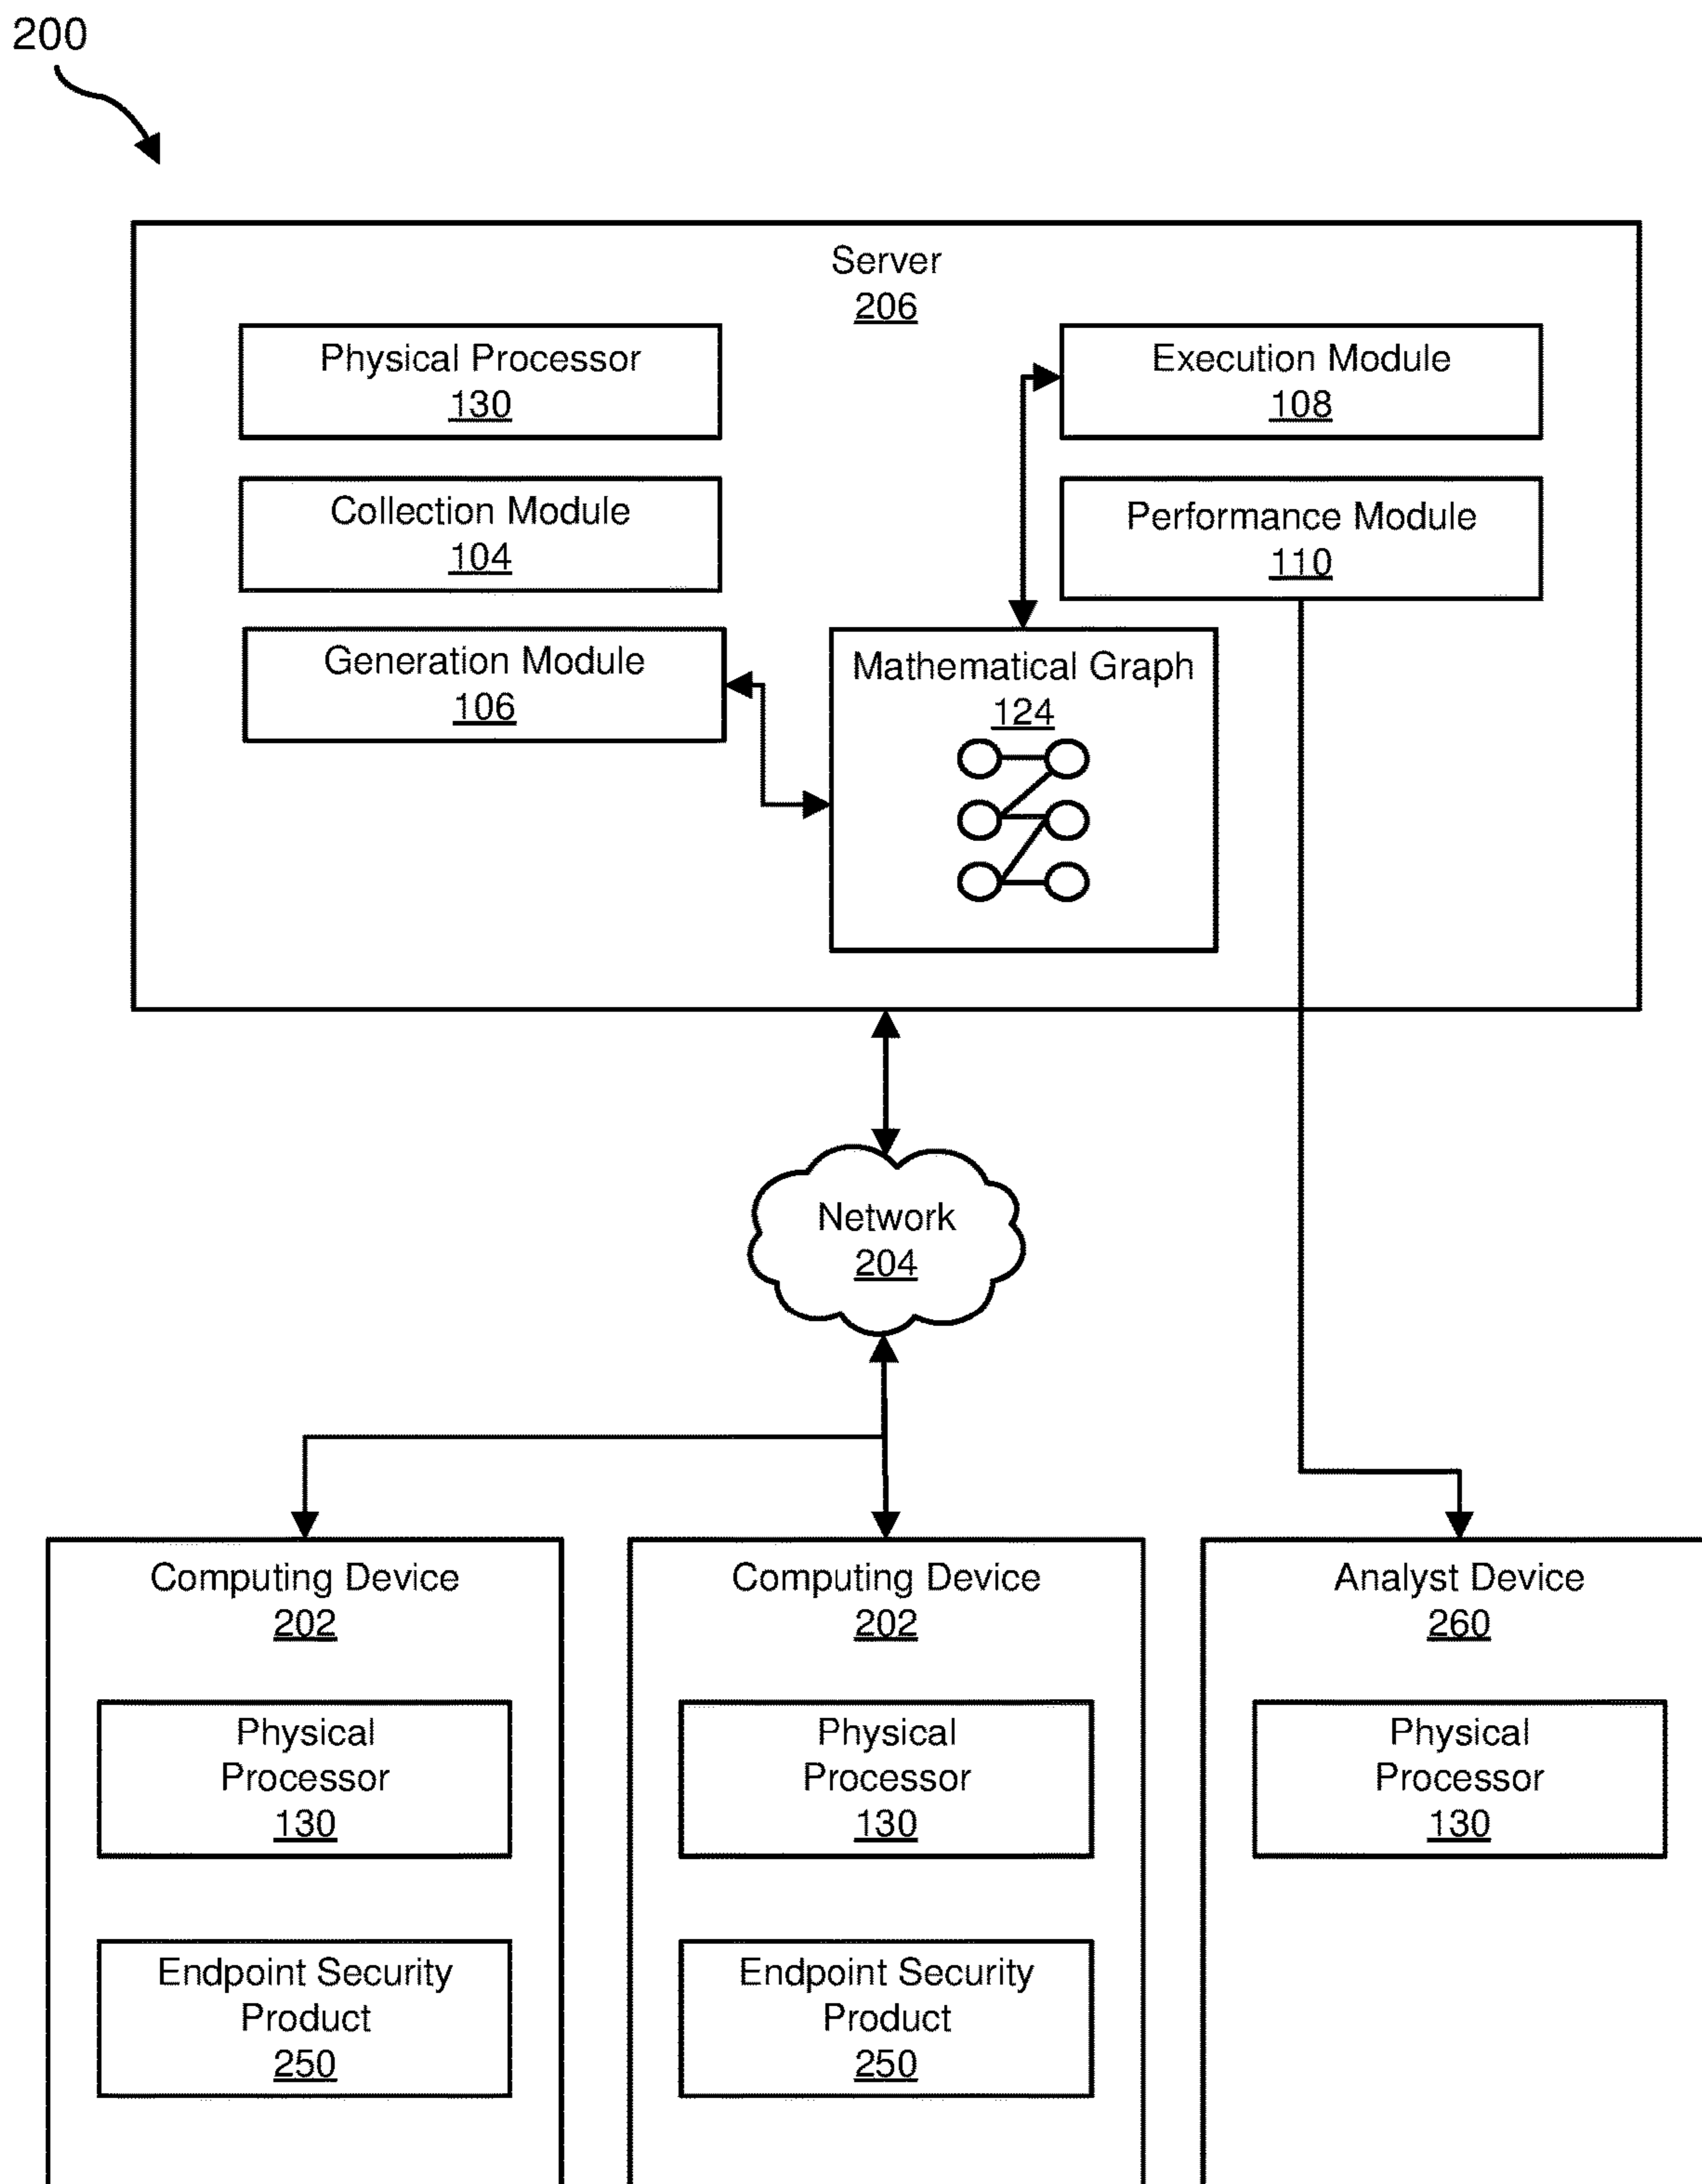 200
Server
206
Physical Processor
130
Execution Module
108
Collection Module
104
Performance Module
110
Generation Module
106
Mathematical Graph
124
Network
204
Computing Device
202
Physical
Processor
130
Endpoint Security
Product
250
Computing Device
202
Physical
Processor
130
Endpoint Security
Product
250
Analyst Device
260
Physical
Processor
130